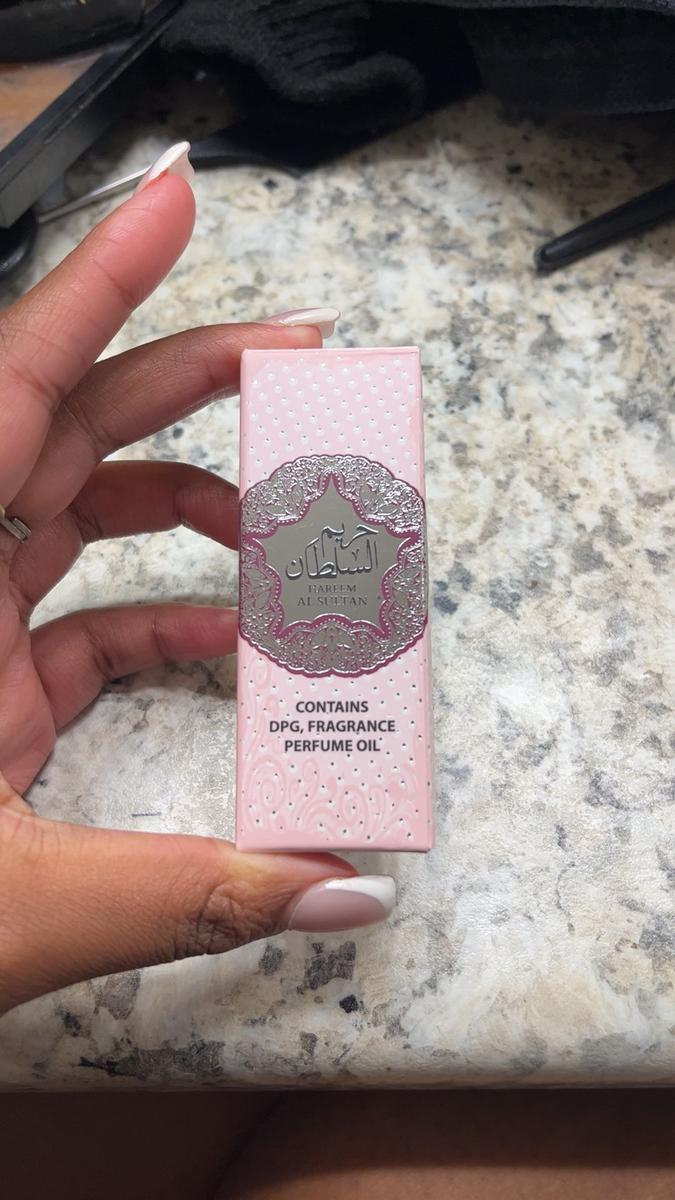 حريم
السلطان
HAREEM
AL SULTAN
CONTAINS
DPG, FRAGRANCE
PERFUME OIL